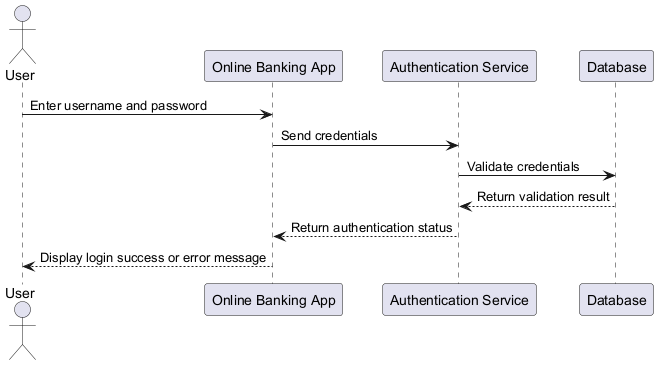 User
Online Banking App
Authentication Service
Database
Enter username and password
Send credentials
Validate credentials
Return validation result
Return authentication status
Display login success or error message
User
Online Banking App
Authentication Service
Database